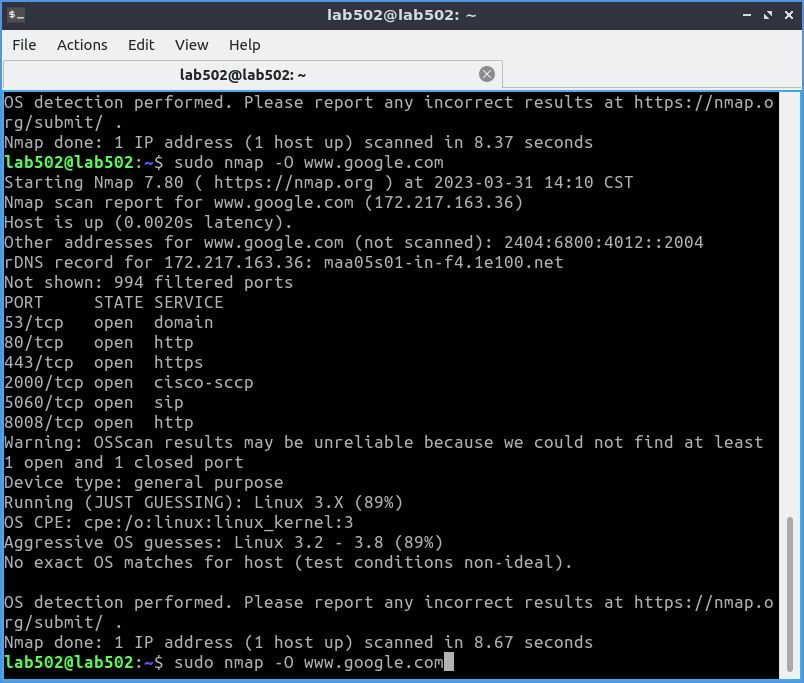 lab502@lab502: ~
File Actions Edit View Help
lab502@lab502: ~
OS detection performed. Please report any incorrect results at https://nmap.o
rg/submit/ .
Nmap done: 1 IP address (1 host up) scanned in 8.37 seconds
lab502@lab502:~$ sudo nmap -O www.google.com
Starting Nmap 7.80 ( https://nmap.org ) at 2023-03-31 14:10 CST
Nmap scan report for www.google.com (172.217.163.36)
Host is up (0.0020s latency).
Other addresses for www.google.com (not scanned): 2404:6800:4012::2004
rDNS record for 172.217.163.36: maa05s01-in-f4.1e100.net
Not shown: 994 filtered ports
PORT     STATE SERVICE
53/tcp   open  domain
80/tcp   open  http
443/tcp  open  https
2000/tcp open  cisco-sccp
5060/tcp open  sip
8008/tcp open  http
Warning: OSScan results may be unreliable because we could not find at least
1 open and 1 closed port
Device type: general purpose
Running (JUST GUESSING): Linux 3.X (89%)
OS CPE: cpe:/o:linux:linux_kernel:3
Aggressive OS guesses: Linux 3.2 - 3.8 (89%)
No exact OS matches for host (test conditions non-ideal).
OS detection performed. Please report any incorrect results at https://nmap.o
rg/submit/ .
Nmap done: 1 IP address (1 host up) scanned in 8.67 seconds
lab502@lab502:~$ sudo nmap -O www.google.com